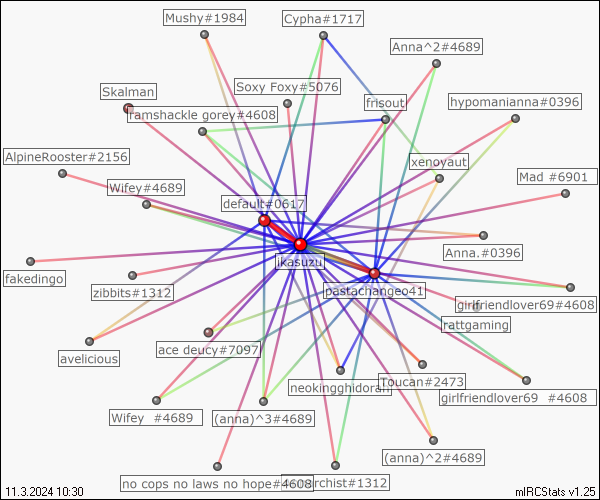 Mushy#1984
Cypha#1717
Anna^2#4689
Skalman
Soxy Foxy#5076
frisout
hypomanianna#0396
ramshackle gorey#4608
AlpineRooster#2156
xenoyaut
Wifey#4689
Mad #6901
default#0617
Anna.#0396
ikasuzu
fakedingo
zibbits#1312
pastachangeo41
girlfriendlover69#4608
rattgaming
avelicious
ace deucy#7097
neokingghidorah
Toucan#2473
girlfriendlover69 #4608
Wifey #4689
(anna)^3#4689
(anna)^2#4689
no cops no laws no hope#4608
rchist#1312
11.3.2024 10:30
mIRCStats v1.25